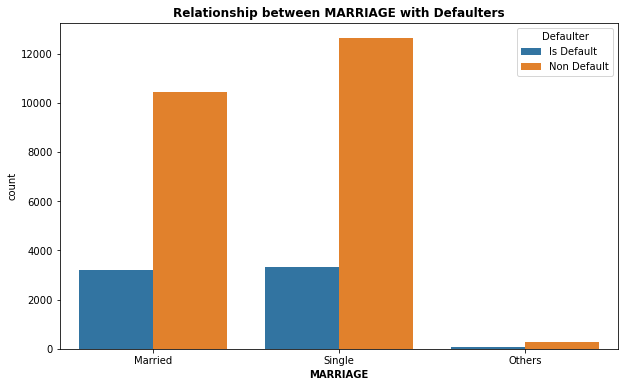 Relationship between MARRIAGE with Defaulters
Defaulter
Is Default
Non Default
12000
10000
8000
6000
4000
2000
0
count
Married
Single
Others
MARRIAGE